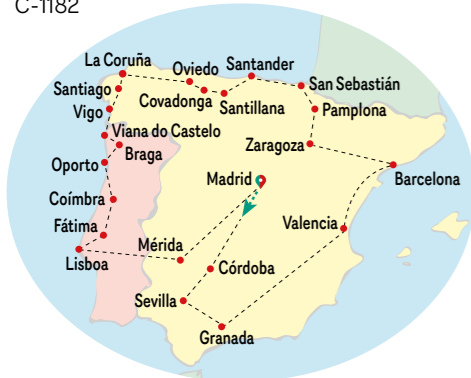 C-1182
La Coruña
Oviedo
Santander
Santiago
Covadonga
Santillana
San Sebastián
Vigo
Pamplona
Viana do Castelo
Braga
Zaragoza
Oporto
Madrid
Barcelona
Coímbra
Valencia
Fátima
Mérida
Lisboa
Córdoba
Sevilla
Granada